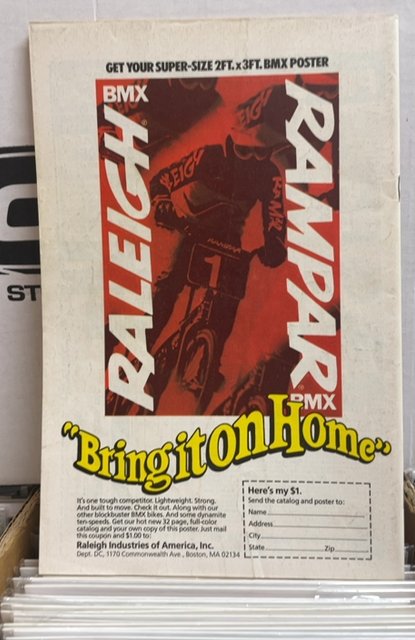 GET YOUR SUPER-SIZE 2FT. x 3FT. BMX POSTER
BMX
RALEIGH
RAMPAR
BMX
RALEIGH
RAMPAR
1
ST
"Bring it on Home"
It's one tough competitor. Lightweight. Strong.
And built to move. Check it out. Along with our
other blockbuster BMX bikes. And some dynamite
ten-speeds. Get our hot new 32 page, full-color
catalog and your own copy of this poster. Just mail
this coupon and $1.00 to:
Raleigh Industries of America, Inc.
Dept. DC, 1170 Commonwealth Ave., Boston, MA 02134
Here's my $1.
Send the catalog and poster to:
Name
Address
City
State Zip